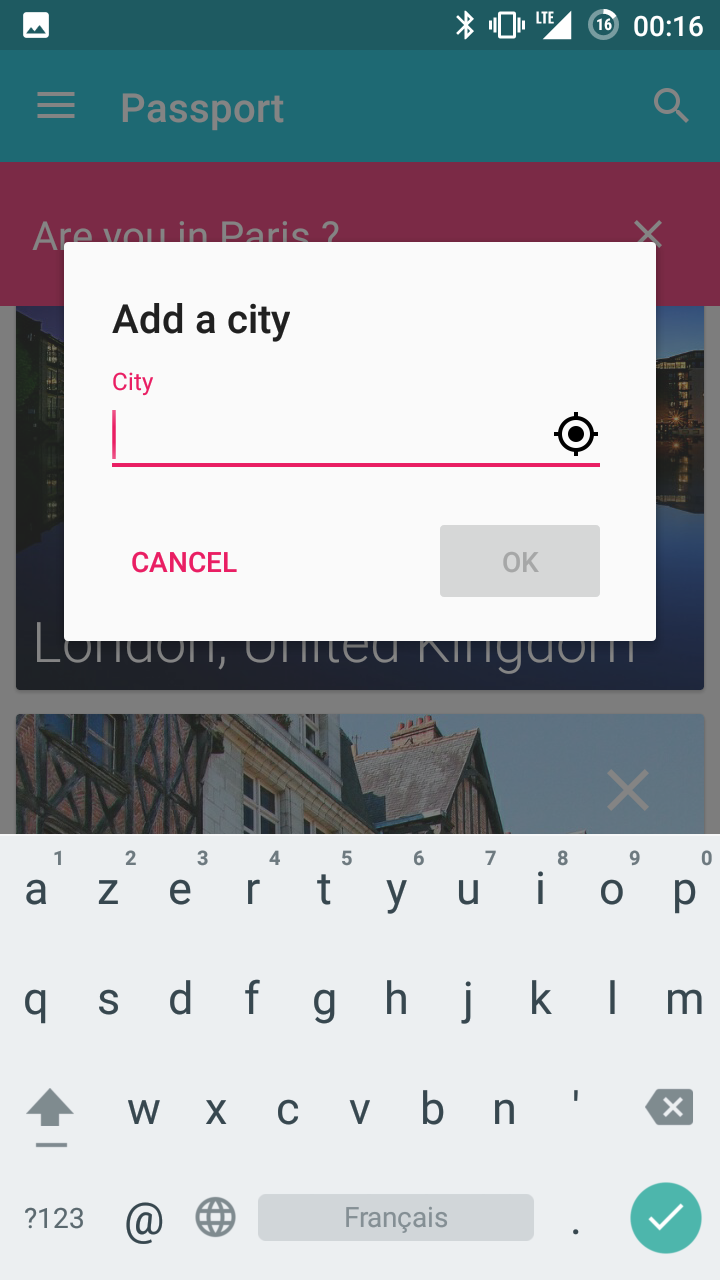 LTE 16 00:16
Passport
Are you in Paris ?
Add a city
City
CANCEL OK
London, United Kingdom
1 2 3 4 5 6 7 8 9 0
a z e r t y u i o p
q s d f g h j k l m
w x c v b n '
?123 @ Français .